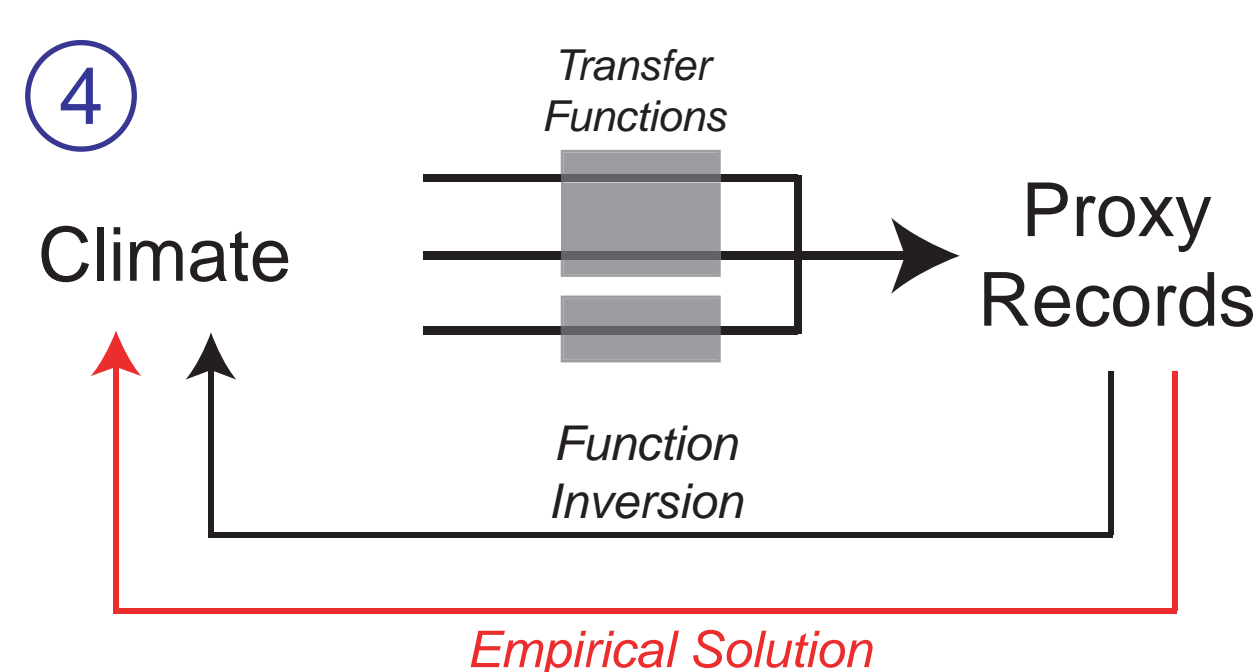 4
Transfer
Functions
Climate
Proxy
Records
Function
Inversion
Empirical Solution